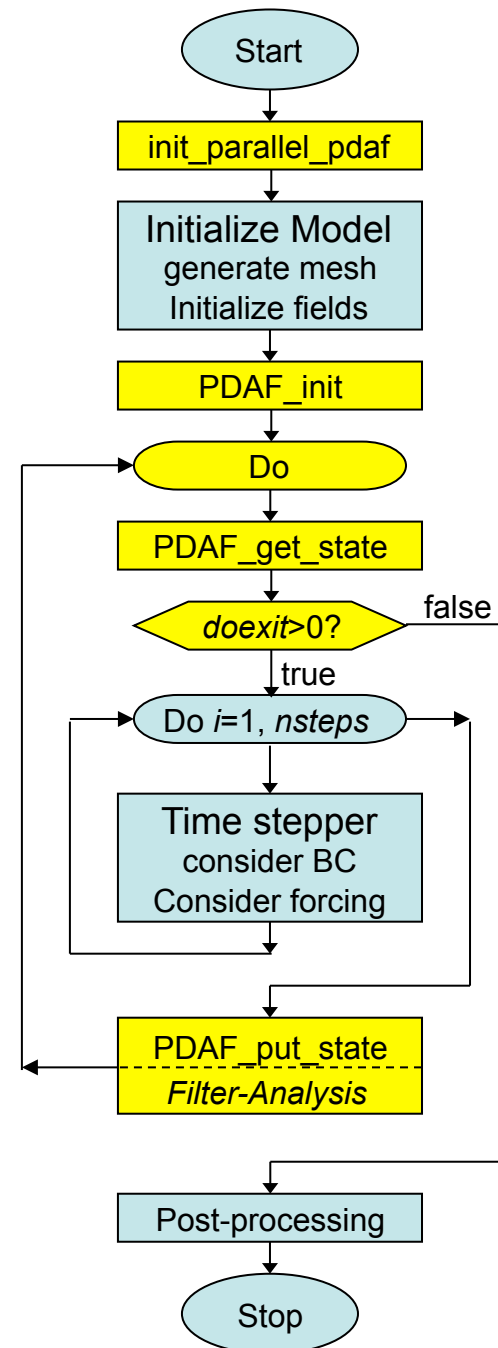 Start
init_parallel_pdaf
Initialize Model
generate mesh
Initialize fields
PDAF_init
Do
PDAF_get_state
doexit>0?
false
true
Do i=1, nsteps
Time stepper
consider BC
Consider forcing
PDAF_put_state
Filter-Analysis
Post-processing
Stop